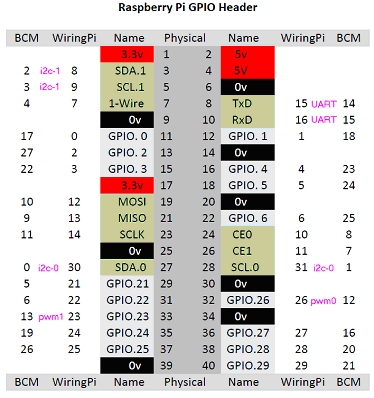 Raspberry Pi GPIO Header
BCM WiringPi Name Physical Name WiringPi BCM
3.3v 1 2 5v
2 i2c-1 8 SDA.1 3 4 5V
3 i2c-1 9 SCL.1 5 6 0v
4 7 1-Wire 7 8 TxD 15 UART 14
0v 9 10 RxD 16 UART 15
17 0 GPIO. 0 11 12 GPIO. 1 1 18
27 2 GPIO. 2 13 14 0v
22 3 GPIO. 3 15 16 GPIO. 4 4 23
3.3v 17 18 GPIO. 5 5 24
10 12 MOSI 19 20 0v
9 13 MISO 21 22 GPIO. 6 6 25
11 14 SCLK 23 24 CE0 10 8
0v 25 26 CE1 11 7
0 i2c-0 30 SDA.0 27 28 SCL.0 31 i2c-0 1
5 21 GPIO.21 29 30 0v
6 22 GPIO.22 31 32 GPIO.26 26 pwm0 12
13 pwm1 23 GPIO.23 33 34 0v
19 24 GPIO.24 35 36 GPIO.27 27 16
26 25 GPIO.25 37 38 GPIO.28 28 20
0v 39 40 GPIO.29 29 21
BCM WiringPi Name Physical Name WiringPi BCM